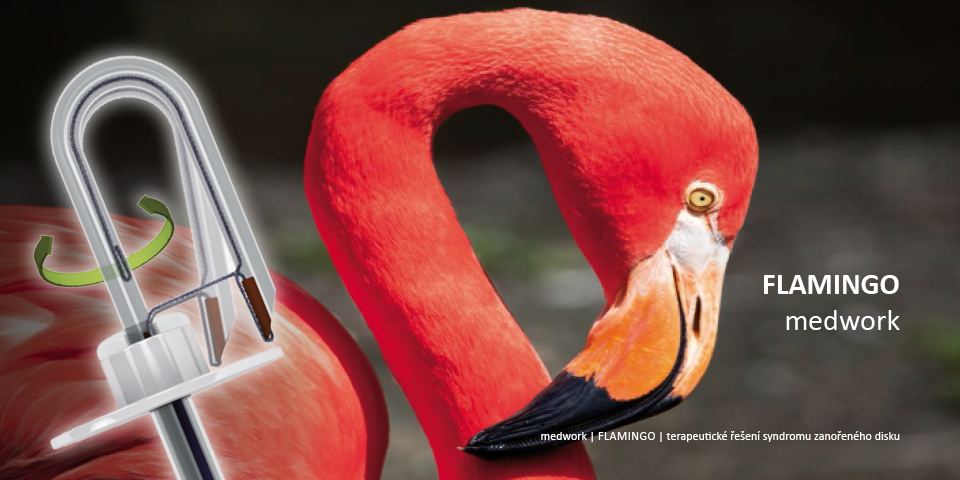 FLAMINGO
medwork
medwork | FLAMINGO | terapeutické řešení syndromu zanořeného disku